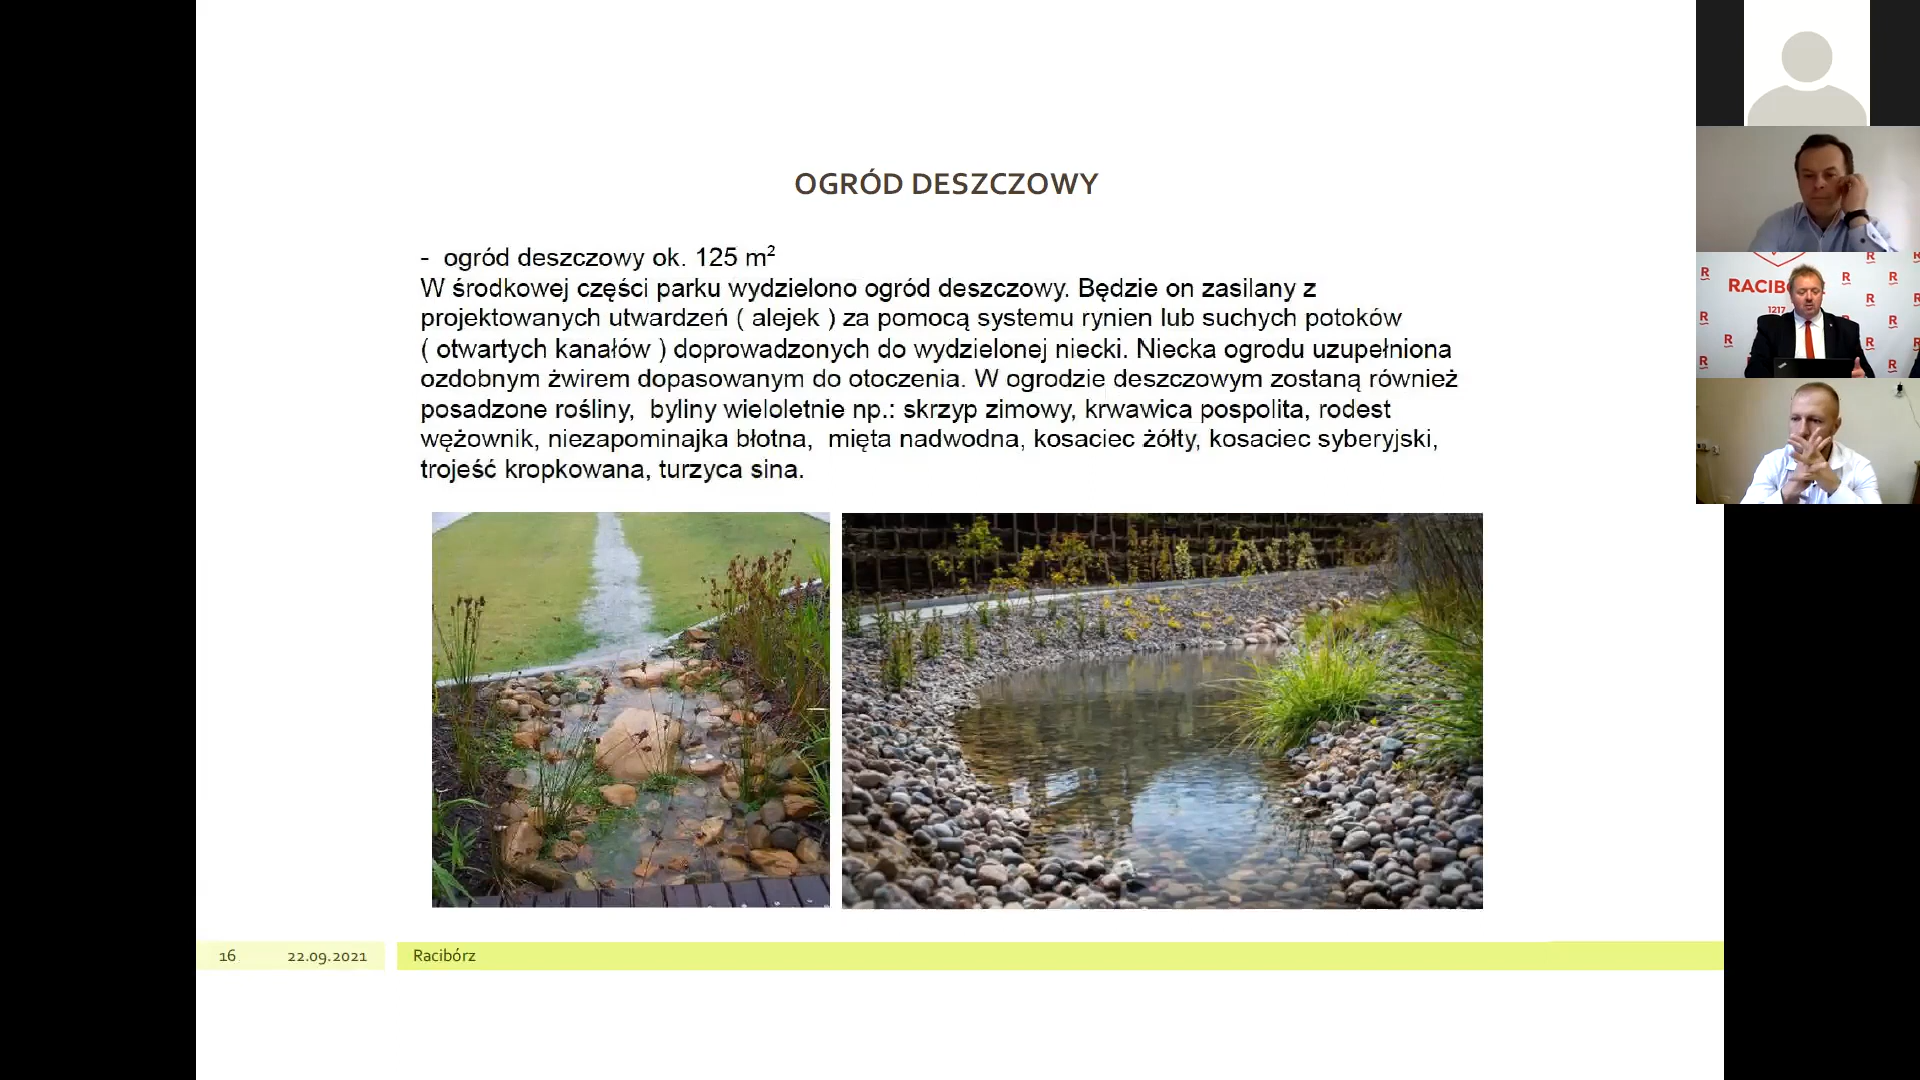 OGRÓD DESZCZOWY
- ogród deszczowy ok. 125 m²
W środkowej części parku wydzielono ogród deszczowy. Będzie on zasilany z
projektowanych utwardzeń ( alejek ) za pomocą systemu rynien lub suchych potoków
( otwartych kanałów ) doprowadzonych do wydzielonej niecki. Niecka ogrodu uzupełniona
ozdobnym żwirem dopasowanym do otoczenia. W ogrodzie deszczowym zostaną również
posadzone rośliny, byliny wieloletnie np.: skrzyp zimowy, krwawica pospolita, rodest
wężownik, niezapominajka błotna, mięta nadwodna, kosaciec żółty, kosaciec syberyjski,
trojeść kropkowana, turzyca sina.
16 22.09.2021 Racibórz
1217